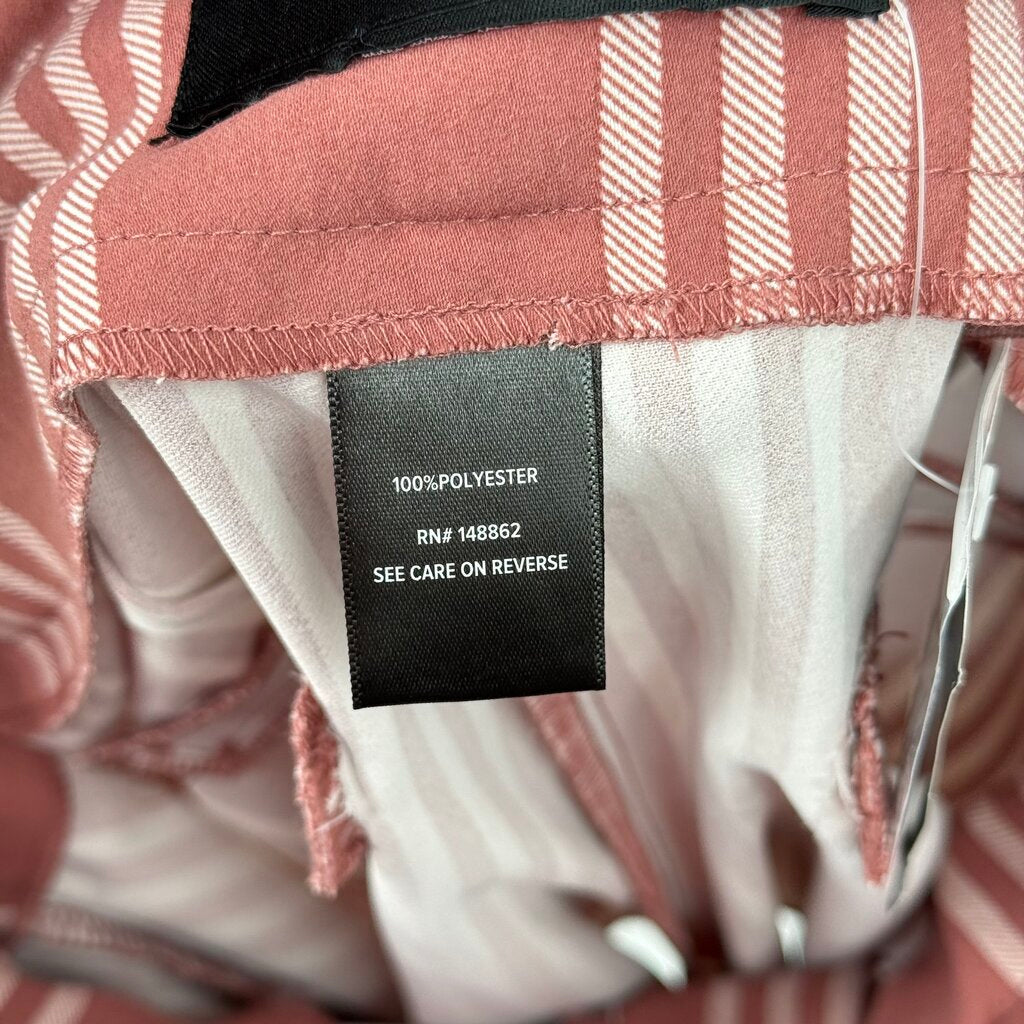 100%POLYESTER
RN# 148862
SEE CARE ON REVERSE